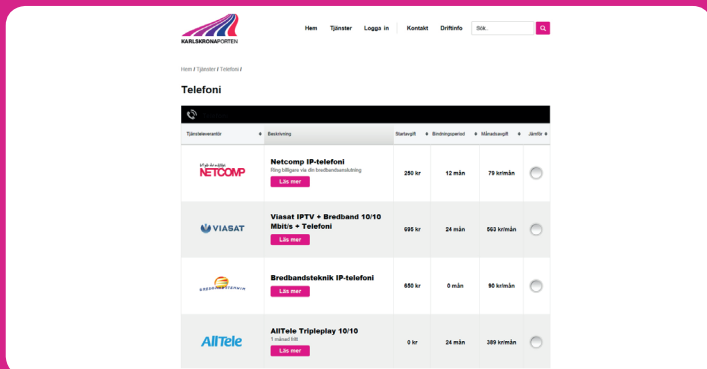 Hem Tjänster Logga in Kontakt Driftinfo Sök.
KARLSKRONAPORTEN
Hem / Tjänster / Telefoni /
Telefoni
Tjänsteleverantör Beskrivning Startavgift Bindningsperiod Månadsavgift Jämför
NETCOMP
Netcomp IP-telefoni
Ring billigare via din bredbandsanslutning
Läs mer
250 kr 12 mån 79 kr/mån
VIASAT
Viasat IPTV + Bredband 10/10
Mbit/s + Telefoni
Läs mer
695 kr 24 mån 563 kr/mån
BREDBANDSTEKNIK
Bredbandsteknik IP-telefoni
Läs mer
650 kr 0 mån 90 kr/mån
AllTele
AllTele Tripleplay 10/10
1 månad fritt
Läs mer
0 kr 24 mån 389 kr/mån